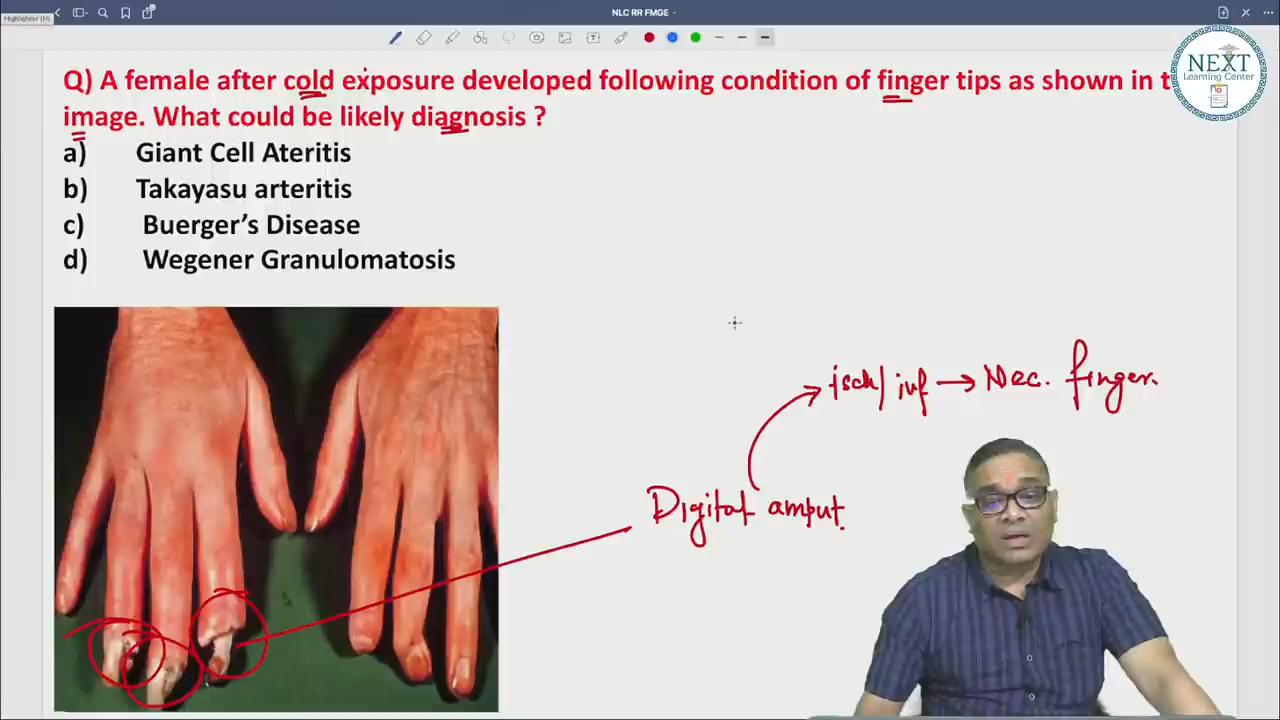 Highlighter (H)
NLC RR FMGE
NEXT
Learning Center
Q) A female after cold exposure developed following condition of finger tips as shown in t
image. What could be likely diagnosis ?
a) Giant Cell Ateritis
b) Takayasu arteritis
c) Buerger’s Disease
d) Wegener Granulomatosis
isch/inf → Nec. finger.
Digital amput.